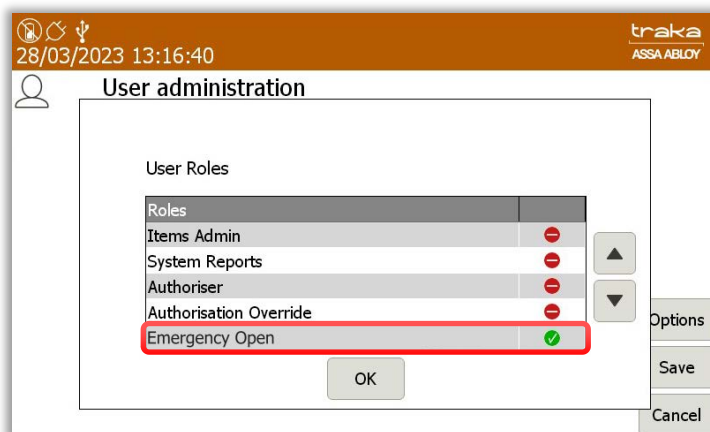 traka
28/03/2023 13:16:40
ASSA ABLOY
User administration
User Roles
Roles
Items Admin
System Reports
Authoriser
Authorisation Override
Emergency Open
OK
Options
Save
Cancel